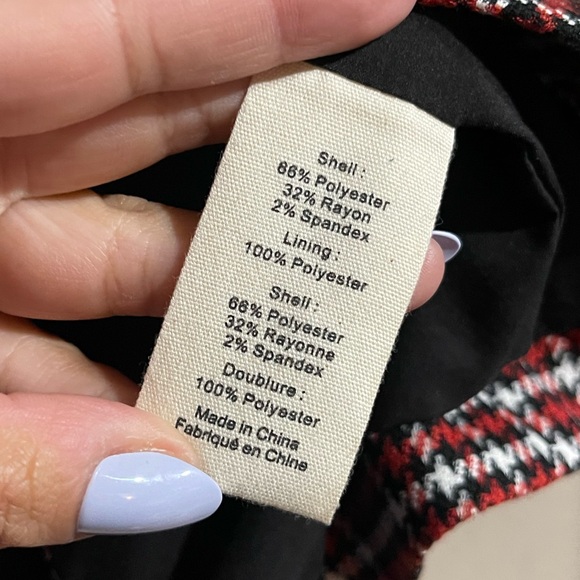 Shell :
66% Polyester
32% Rayon
2% Spandex
Lining :
100% Polyester
Shell :
66% Polyester
32% Rayonne
2% Spandex
Doublure :
100% Polyester
Made in China
Fabriqué en Chine